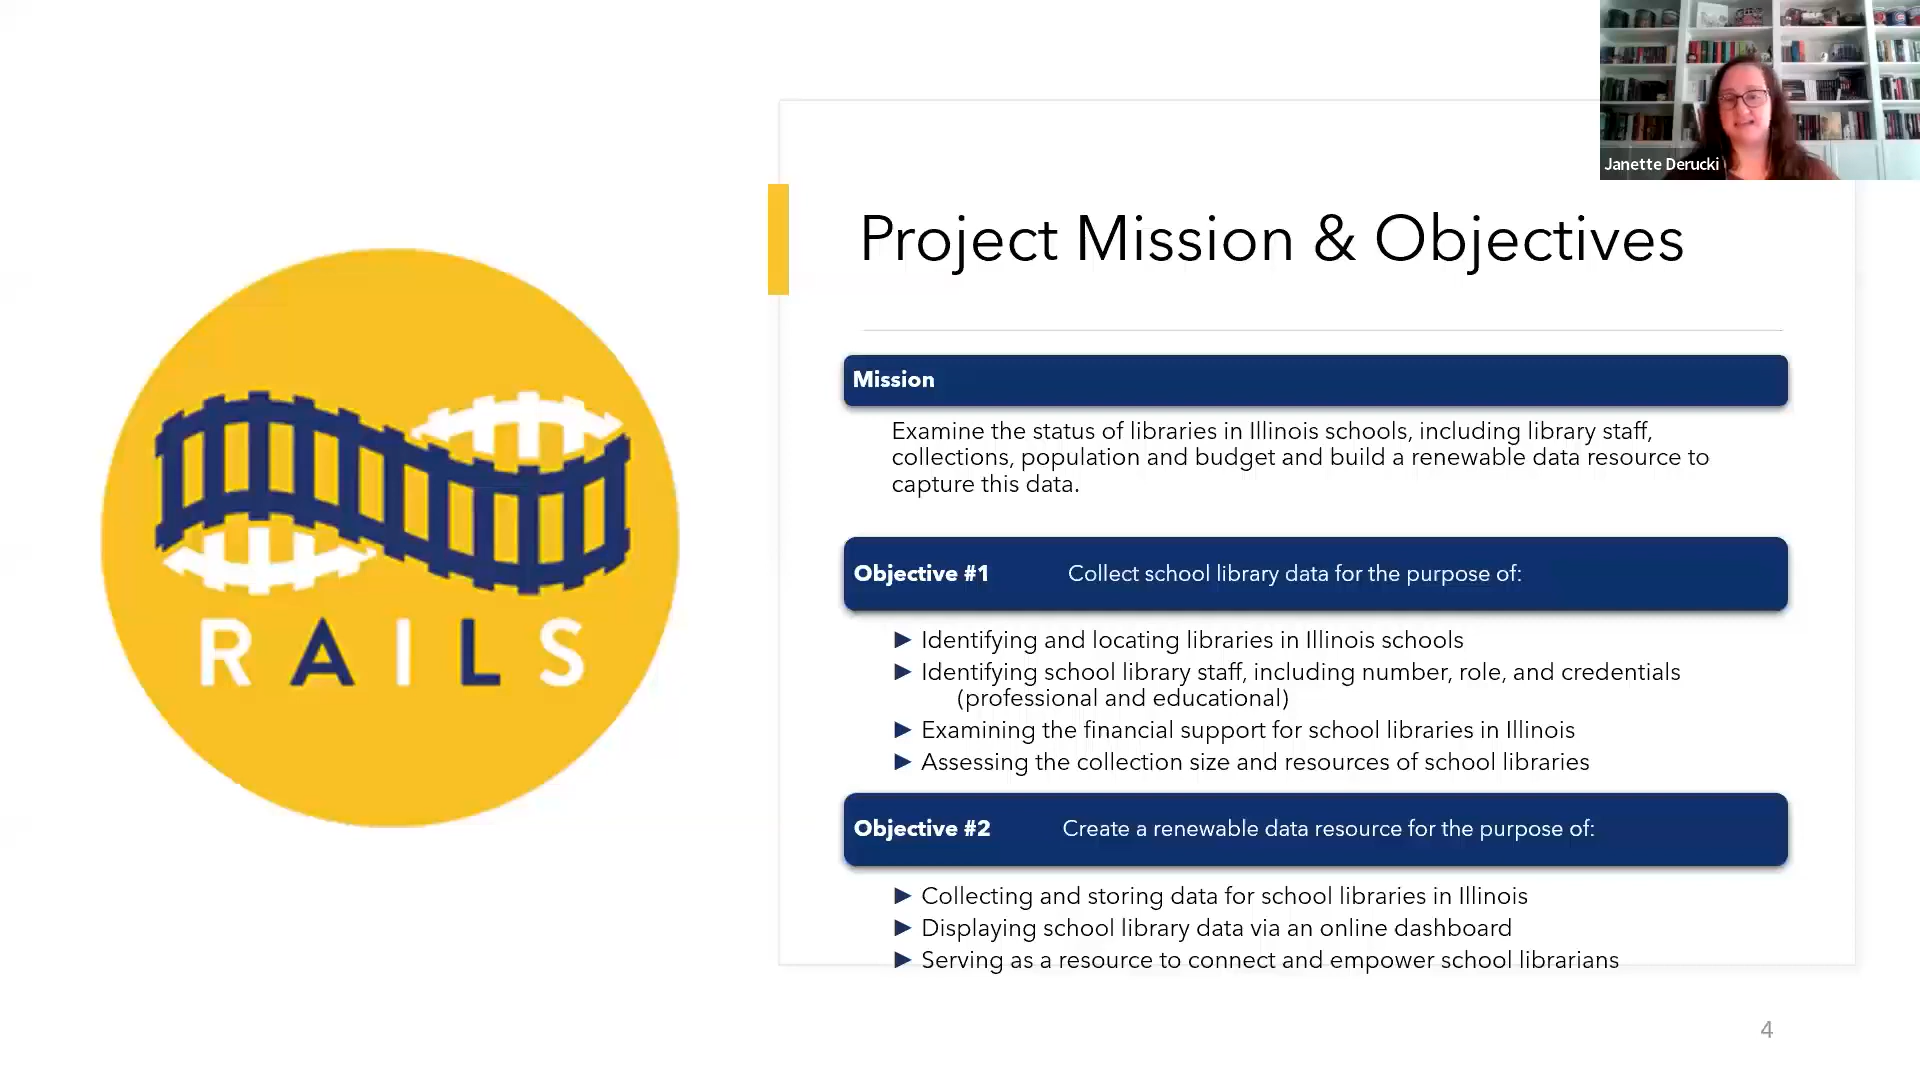 Janette Derucki
Project Mission & Objectives
RAILS
Mission
Examine the status of libraries in Illinois schools, including library staff,
collections, population and budget and build a renewable data resource to
capture this data.
Objective #1 Collect school library data for the purpose of:
► Identifying and locating libraries in Illinois schools
► Identifying school library staff, including number, role, and credentials
(professional and educational)
► Examining the financial support for school libraries in Illinois
► Assessing the collection size and resources of school libraries
Objective #2 Create a renewable data resource for the purpose of:
► Collecting and storing data for school libraries in Illinois
► Displaying school library data via an online dashboard
► Serving as a resource to connect and empower school librarians
4